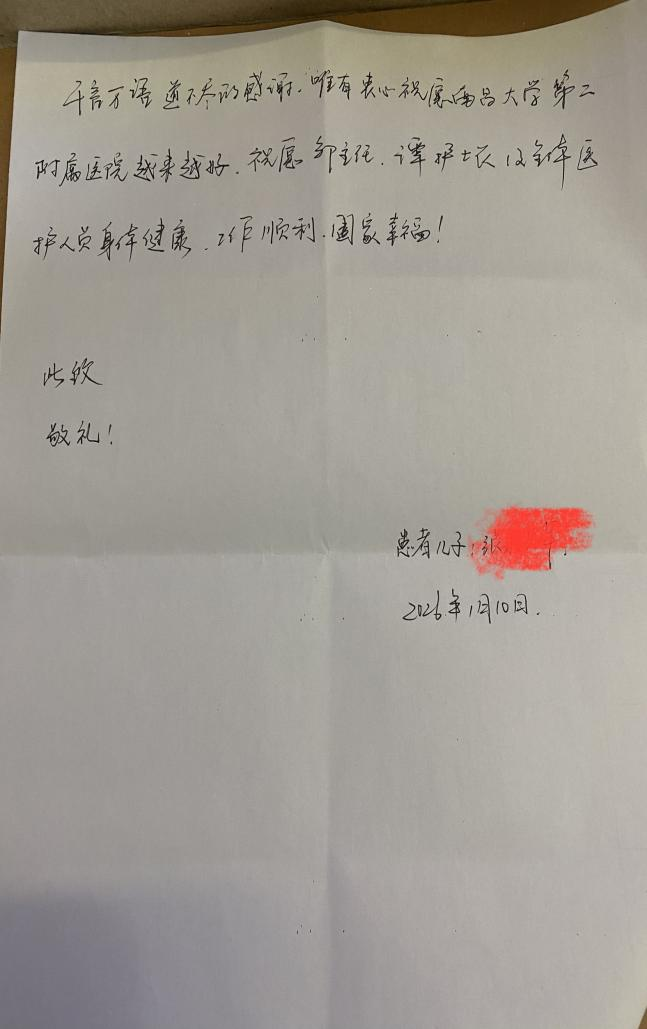 千言万语道不尽的感谢，唯有衷心祝愿南昌大学第二
附属医院越来越好．祝愿邹主任．谭护士长及全体医
护人员身体健康．工作顺利．阖家幸福！
此致
敬礼！
患者儿子：张
2026年1月10日．